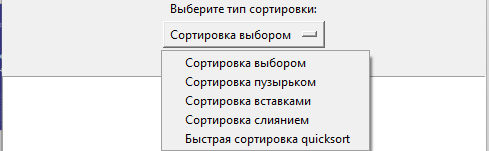 Выберите тип сортировки:
Сортировка выбором
Сортировка выбором
Сортировка пузырьком
Сортировка вставками
Сортировка слиянием
Быстрая сортировка quicksort